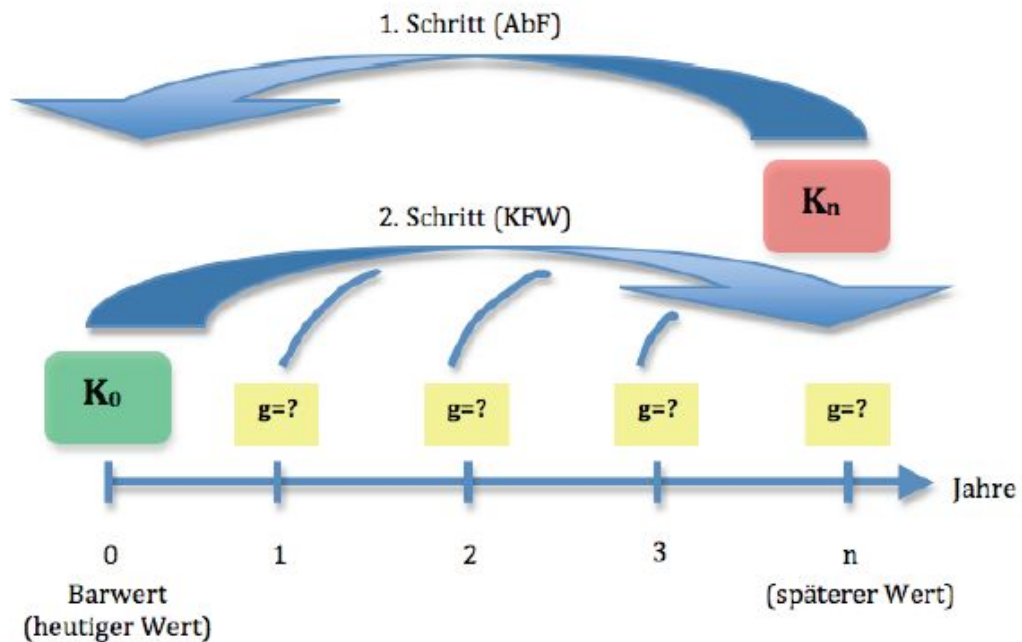 1. Schritt (AbF)
Kn
2. Schritt (KFW)
K0
g=?
g=?
g=?
g=?
Jahre
0
1
2
3
n
Barwert
(heutiger Wert)
(späterer Wert)